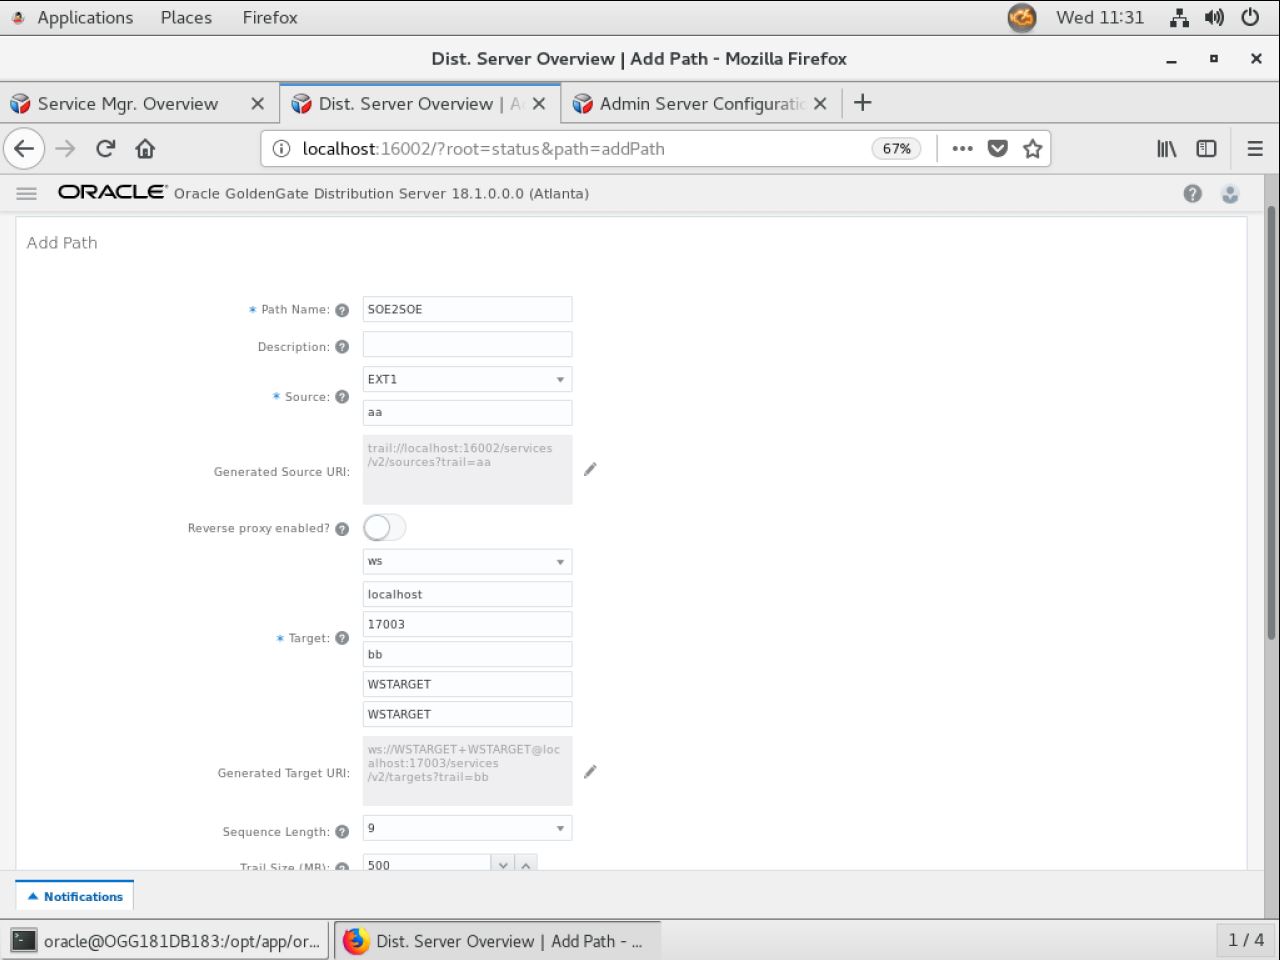 Applications Places Firefox Wed 11:31
Dist. Server Overview | Add Path - Mozilla Firefox
Service Mgr. Overview Dist. Server Overview | A Admin Server Configurati
localhost:16002/?root=status&path=addPath 67%
ORACLE Oracle GoldenGate Distribution Server 18.1.0.0.0 (Atlanta)
Add Path
* Path Name: SOE2SOE
Description:
EXT1
* Source:
aa
trail://localhost:16002/services
/v2/sources?trail=aa
Generated Source URI:
Reverse proxy enabled?
ws
localhost
17003
* Target:
bb
WSTARGET
WSTARGET
ws://WSTARGET+WSTARGET@loc
alhost:17003/services
/v2/targets?trail=bb
Generated Target URI:
Sequence Length: 9
Trail Size (MB): 500
Notifications
oracle@OGG181DB183:/opt/app/or... Dist. Server Overview | Add Path - ... 1 / 4